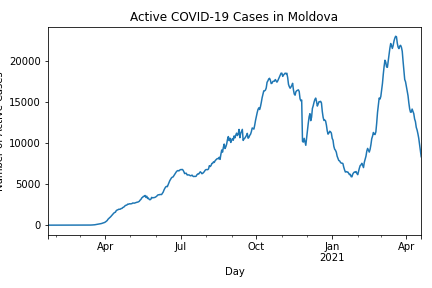 Active COVID-19 Cases in Moldova
20000
15000
10000
5000
0
Apr
Jul
Oct
Jan
2021
Apr
Day